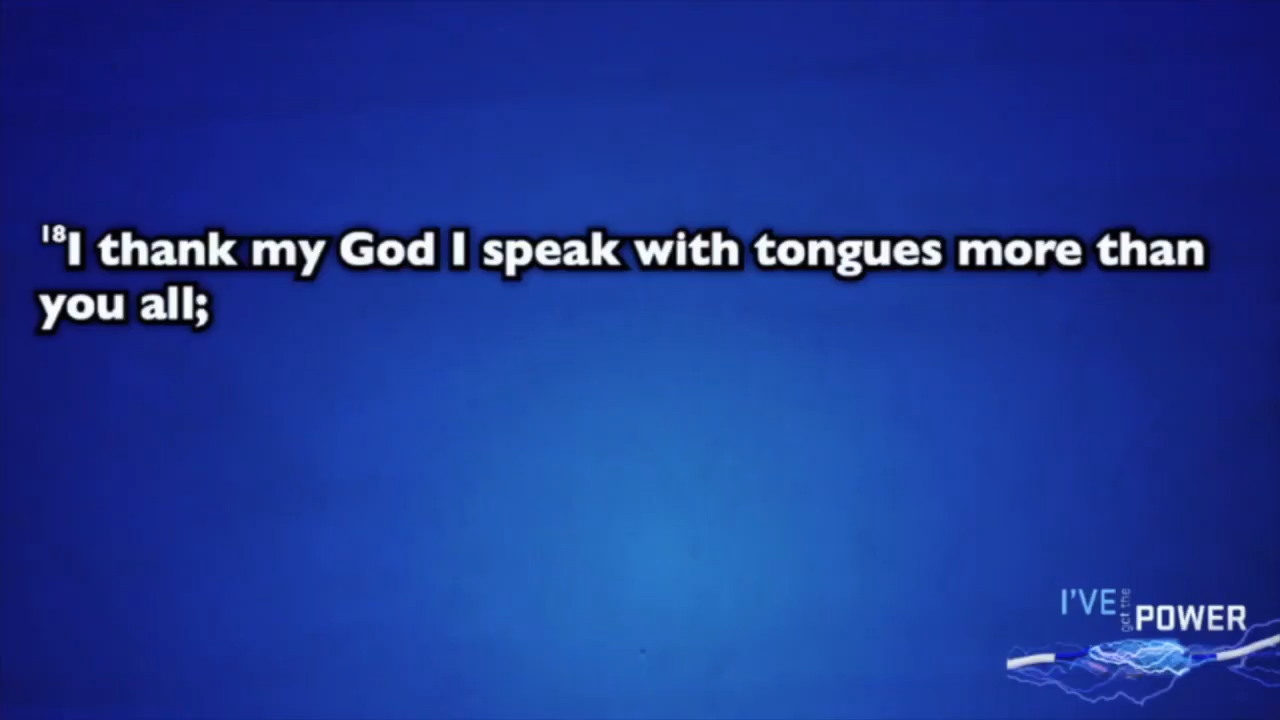 18I thank my God I speak with tongues more than
you all;
I'VE got the POWER